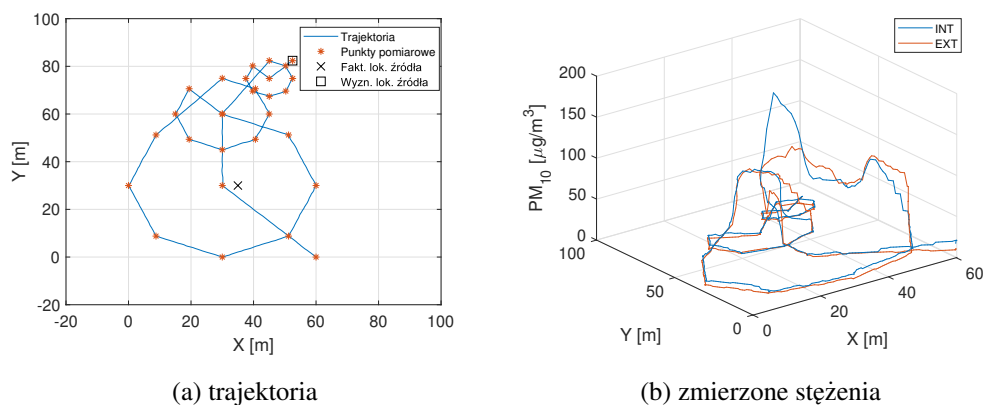 100
80
60
40
20
0
-20
-20
0
20
40
60
80
100
Y [m]
X [m]
Trajektoria
Punkty pomiarowe
Fakt. lok. źródła
Wyzn. lok. źródła
(a) trajektoria
200
150
100
50
0
PM10 [µg/m3]
100
50
0
Y [m]
0
20
40
60
X [m]
INT
EXT
(b) zmierzone stężenia